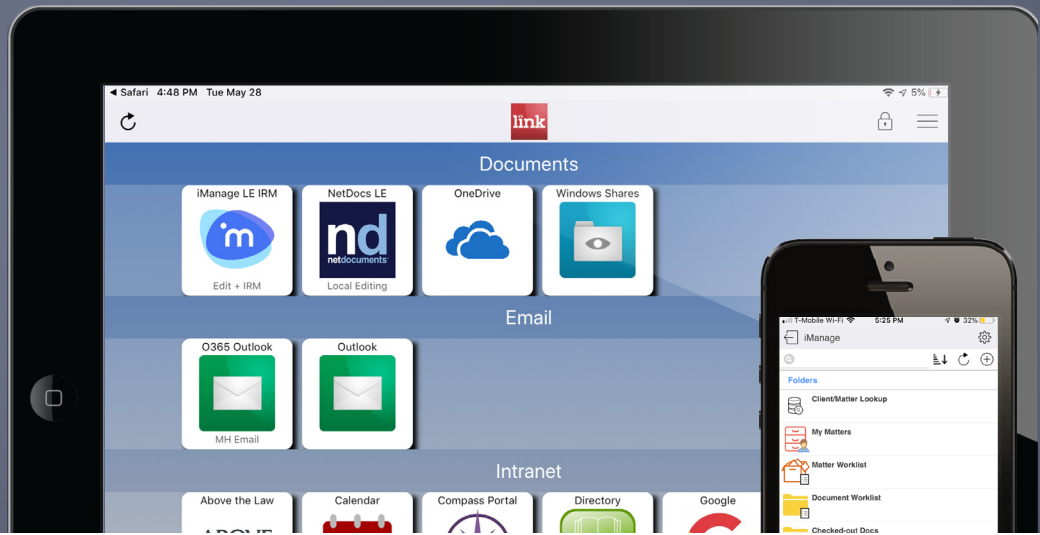 ◀ Safari 4:48 PM Tue May 28 5%
link
Documents
iManage LE IRM NetDocs LE OneDrive Windows Shares
im nd
netdocuments
Edit + IRM Local Editing
Email
O365 Outlook Outlook
MH Email
Intranet
Above the Law Calendar Compass Portal Directory Google
ABOVE
T-Mobile Wi-Fi 5:25 PM 32%
iManage
Folders
Client/Matter Lookup
My Matters
Matter Worklist
Document Worklist
Checked-out Docs